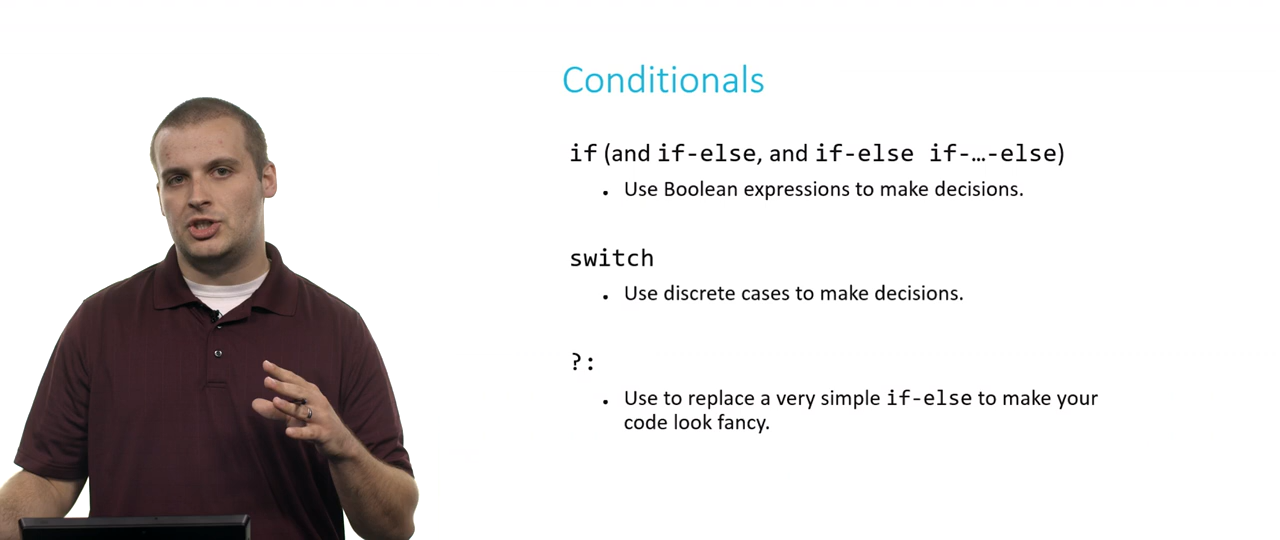 Conditionals
if (and if-else, and if-else if-…-else)
• Use Boolean expressions to make decisions.
switch
• Use discrete cases to make decisions.
?:
• Use to replace a very simple if-else to make your
code look fancy.